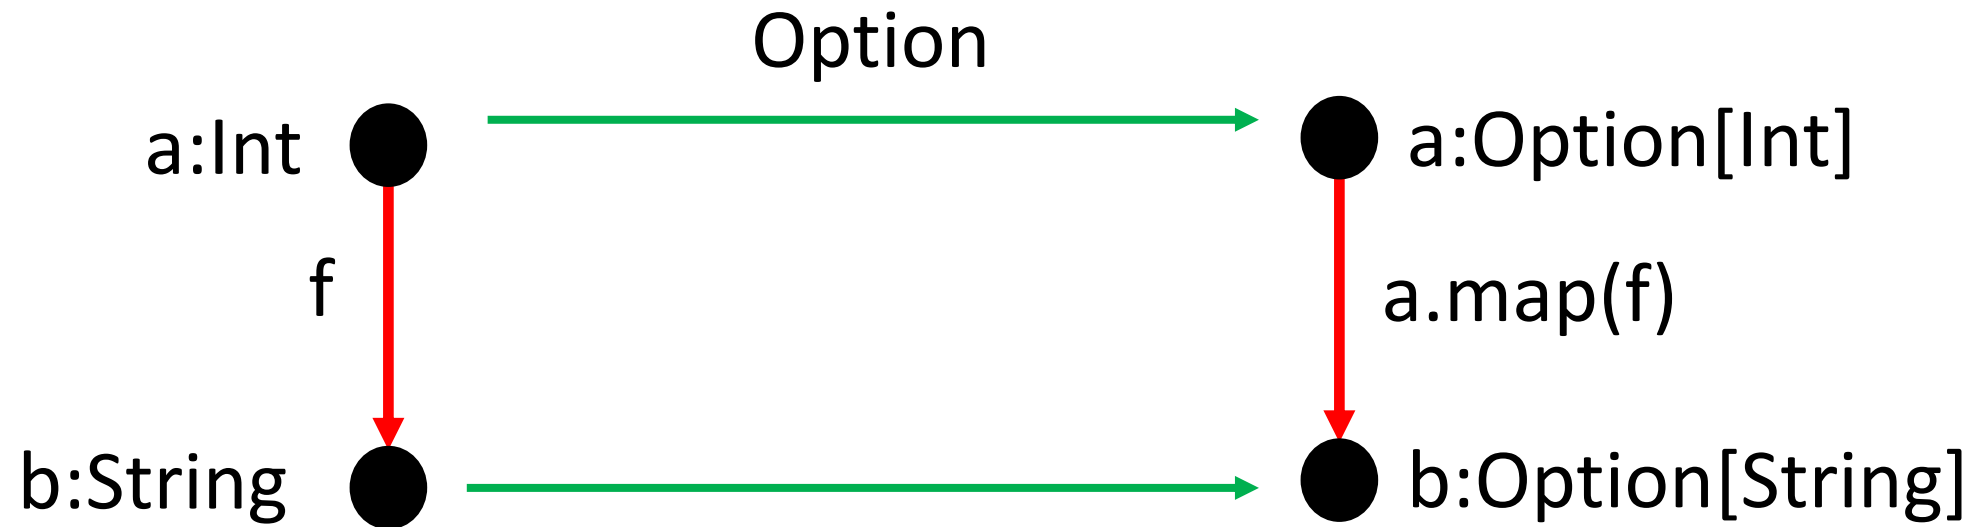 Option
a:Int
a:Option[Int]
f
a.map(f)
b:String
b:Option[String]